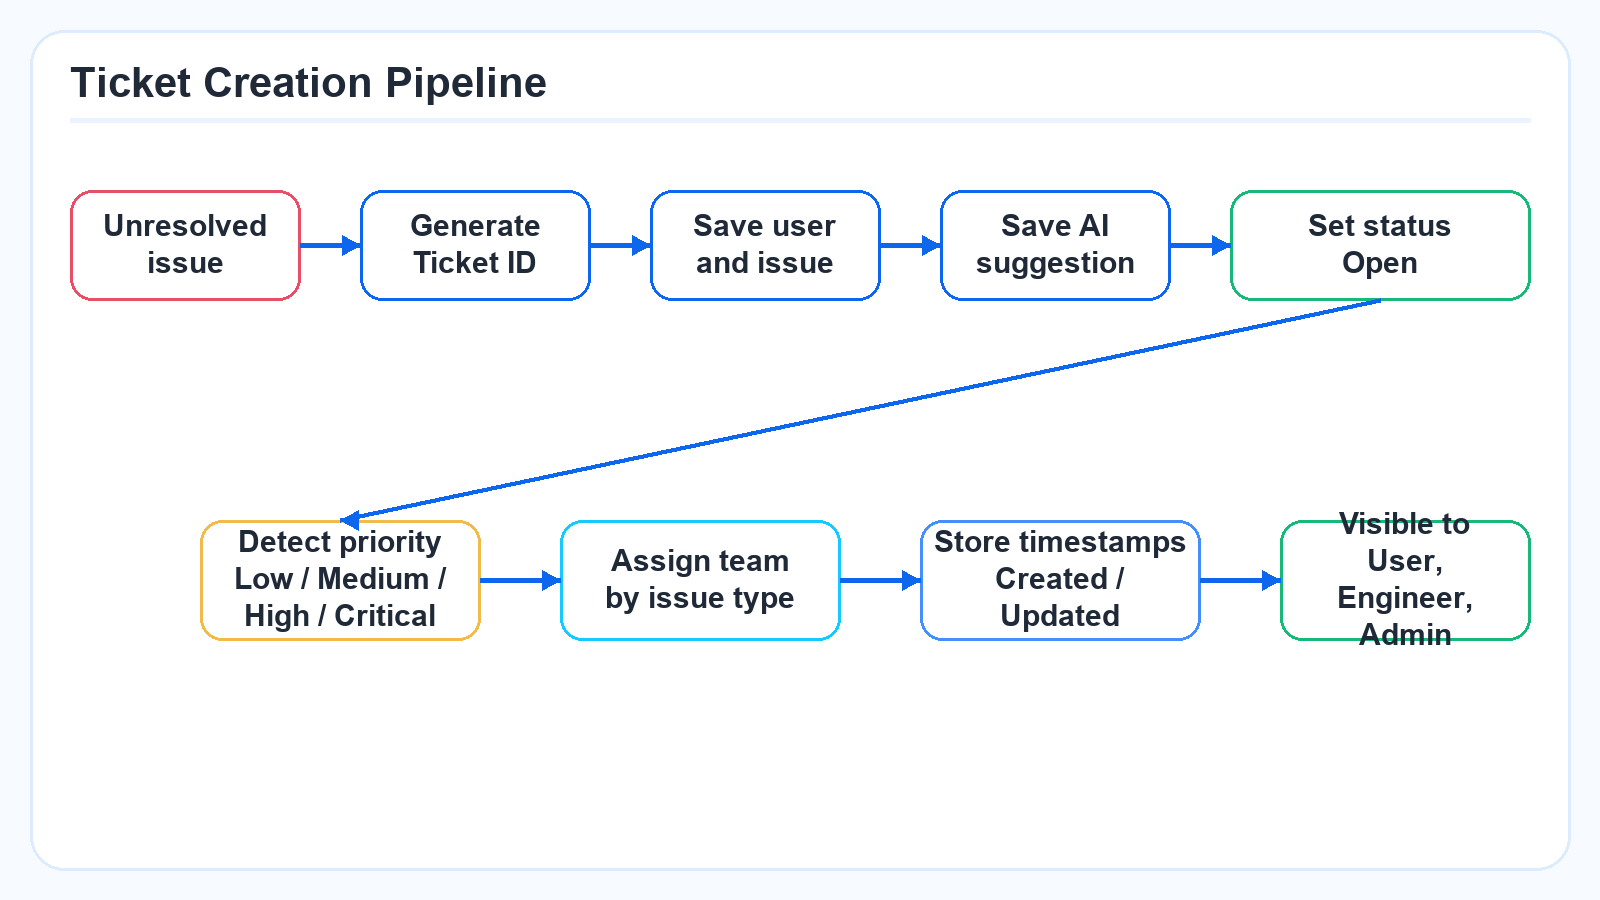 Ticket Creation Pipeline
Unresolved
issue
Generate
Ticket ID
Save user
and issue
Save AI
suggestion
Set status
Open
Detect priority
Low / Medium /
High / Critical
Assign team
by issue type
Store timestamps
Created /
Updated
Visible to
User,
Engineer,
Admin